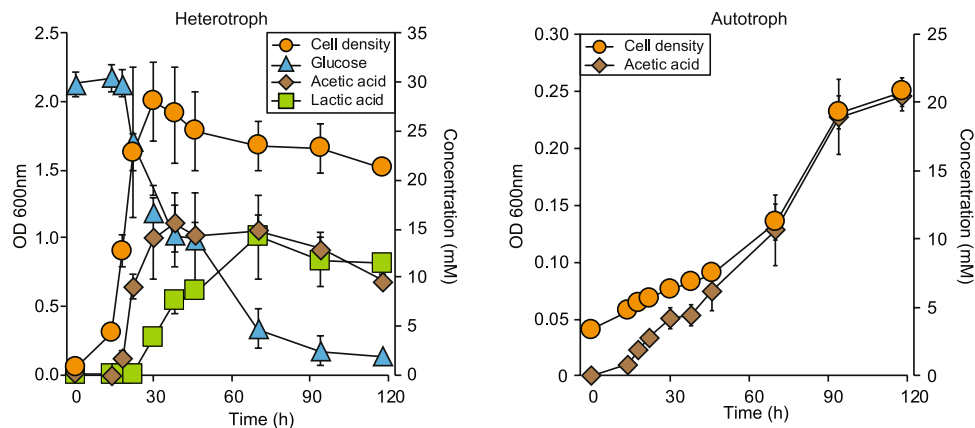 Heterotroph
2.5
2.0
1.5
1.0
0.5
0.0
OD 600nm
Cell density
Glucose
Acetic acid
Lactic acid
35
30
25
20
15
10
5
0
Concentration (mM)
0 30 60 90 120
Time (h)
Autotroph
0.30
0.25
0.20
0.15
0.10
0.05
0
OD 600nm
Cell density
Acetic acid
25
20
15
10
5
0
Concentration (mM)
0 30 60 90 120
Time (h)